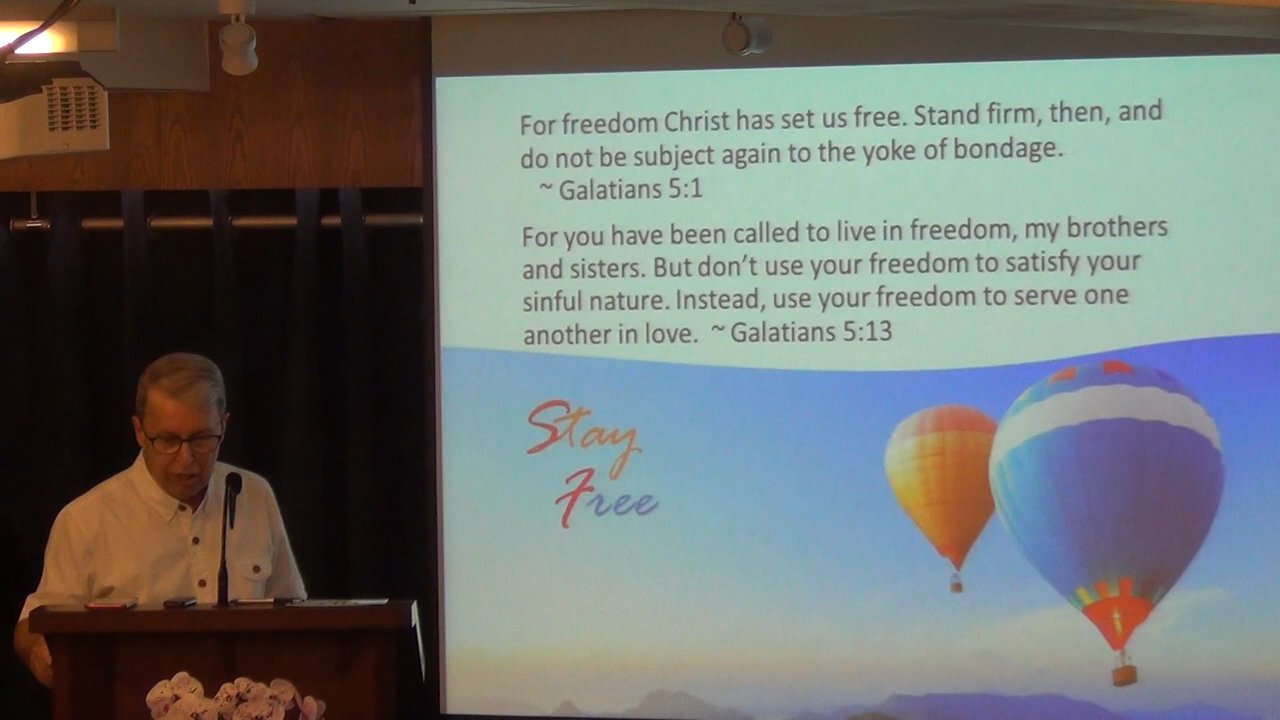 For freedom Christ has set us free. Stand firm, then, and
do not be subject again to the yoke of bondage.
~ Galatians 5:1
For you have been called to live in freedom, my brothers
and sisters. But don't use your freedom to satisfy your
sinful nature. Instead, use your freedom to serve one
another in love. ~ Galatians 5:13
Stay
Free